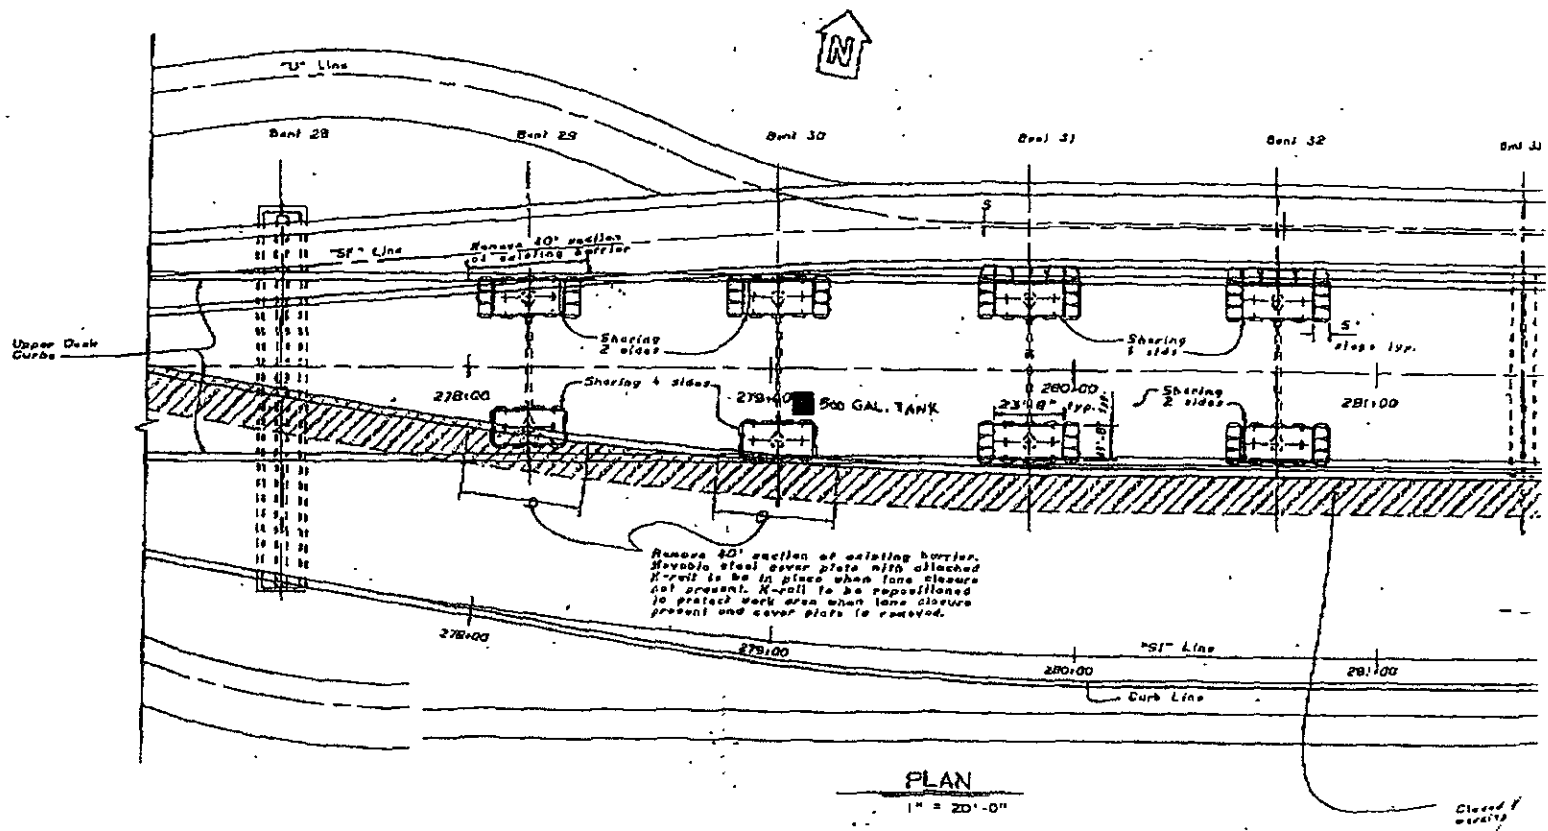 N
"U" Line
Bent 28
Bent 29
Bent 30
Bent 31
Bent 32
S
"SF" Line
Remove 40' section
of existing barrier
Upper Deck
Curbs
Shoring
2 sides
Shoring
1 side
5'
slope typ.
Shoring 4 sides
Shoring
2 sides
278+00
279+00
500 GAL. TANK
280+00
281+00
23'-8" typ.
Remove 40' section of existing barrier.
Movable steel cover plate with attached
K-rail to be in place when lane closure
not present. K-rail to be repositioned
to protect work area when lane closure
present and cover plate is removed.
278+00
279+00
"S1" Line
280+00
281+00
Curb Line
PLAN
1" = 20'-0"
Closed